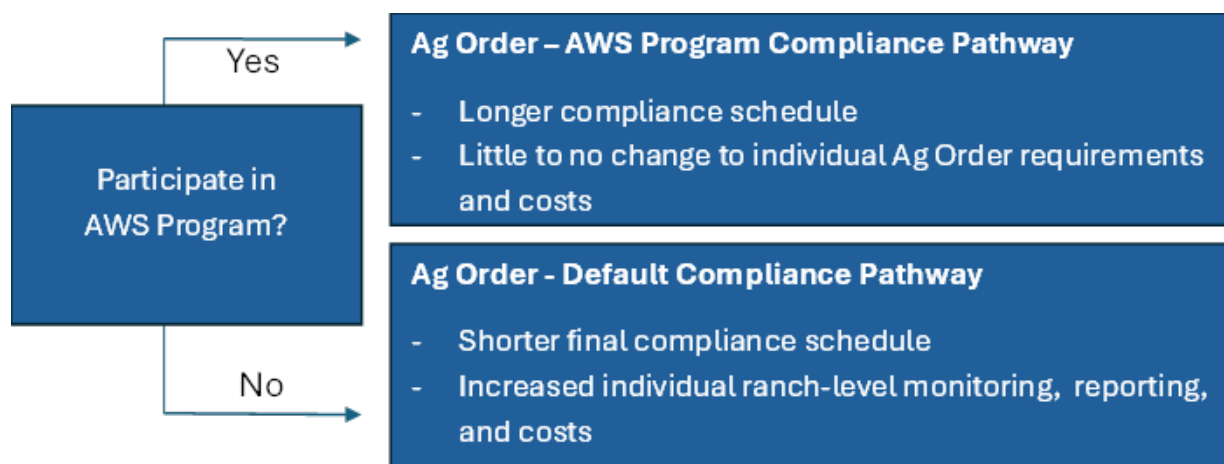 Yes
Participate in
AWS Program?
No
Ag Order – AWS Program Compliance Pathway
- Longer compliance schedule
- Little to no change to individual Ag Order requirements
and costs
Ag Order - Default Compliance Pathway
- Shorter final compliance schedule
- Increased individual ranch-level monitoring, reporting,
and costs